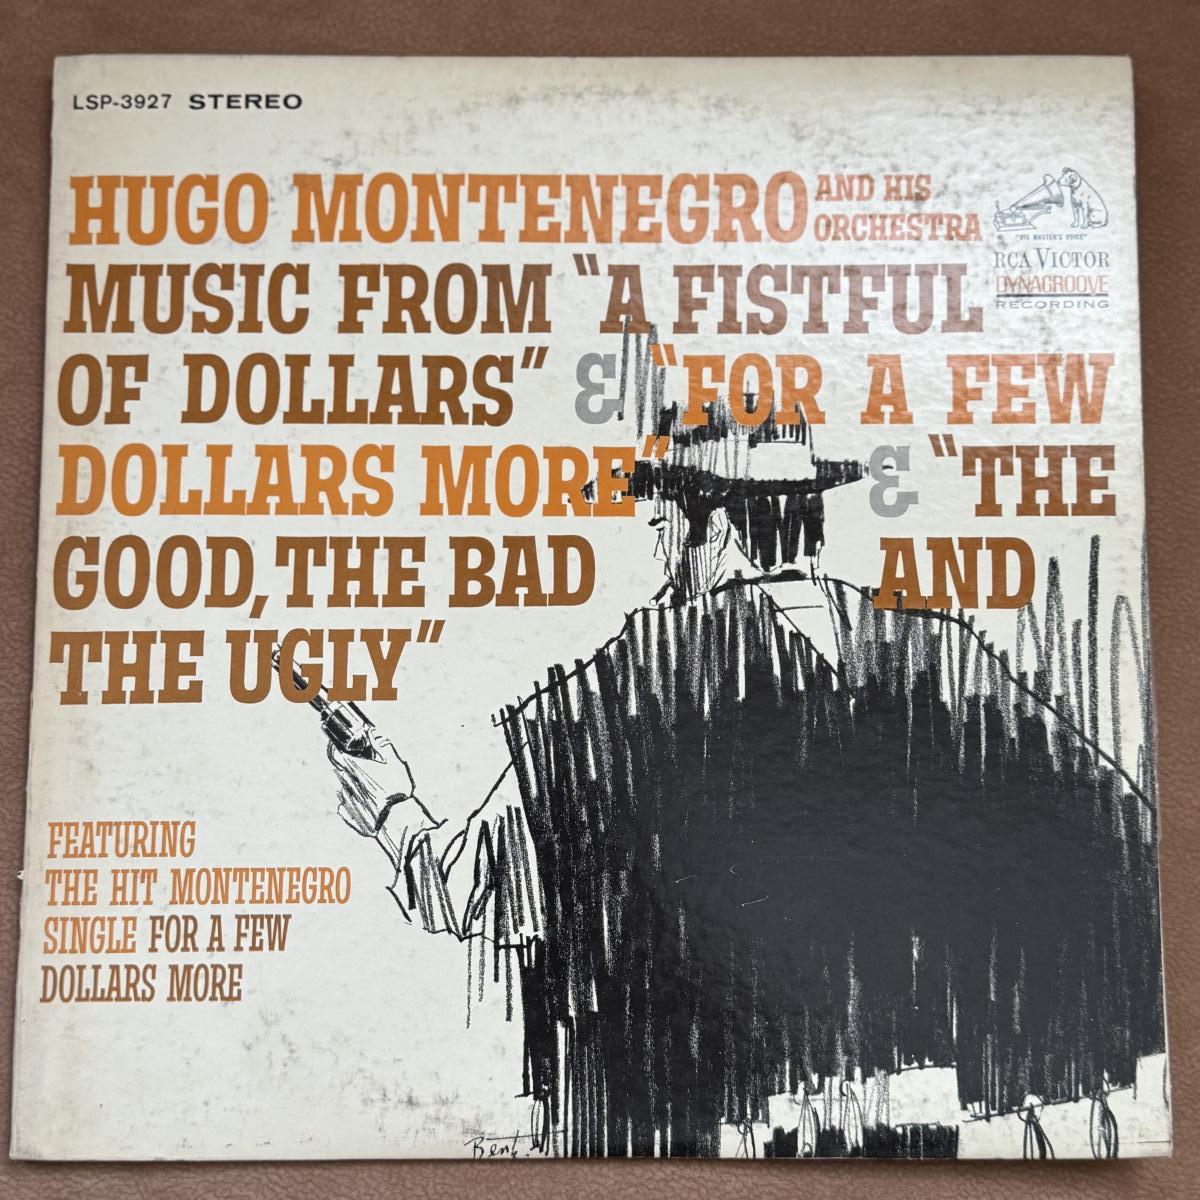 LSP-3927 STEREO
HUGO MONTENEGRO AND HIS ORCHESTRA
"HIS MASTER'S VOICE"
RCA VICTOR
DYNAGROOVE
RECORDING
MUSIC FROM "A FISTFUL
OF DOLLARS" & "FOR A FEW
DOLLARS MORE" & "THE
GOOD, THE BAD AND
THE UGLY"
FEATURING
THE HIT MONTENEGRO
SINGLE FOR A FEW
DOLLARS MORE